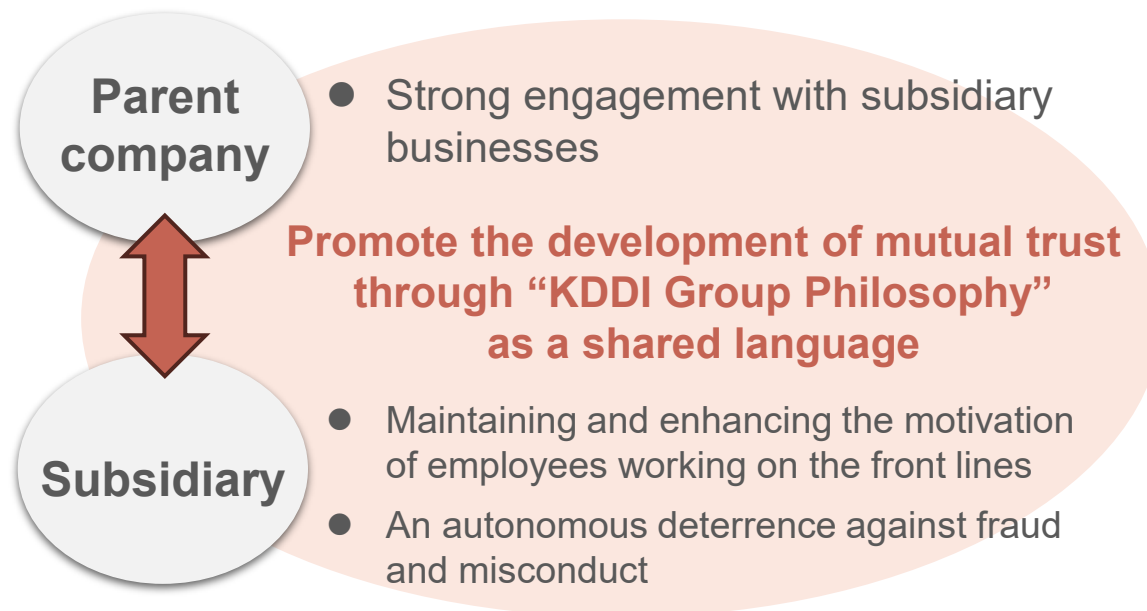 Parent
company
● Strong engagement with subsidiary
businesses
Promote the development of mutual trust
through “KDDI Group Philosophy”
as a shared language
Subsidiary
● Maintaining and enhancing the motivation
of employees working on the front lines
● An autonomous deterrence against fraud
and misconduct